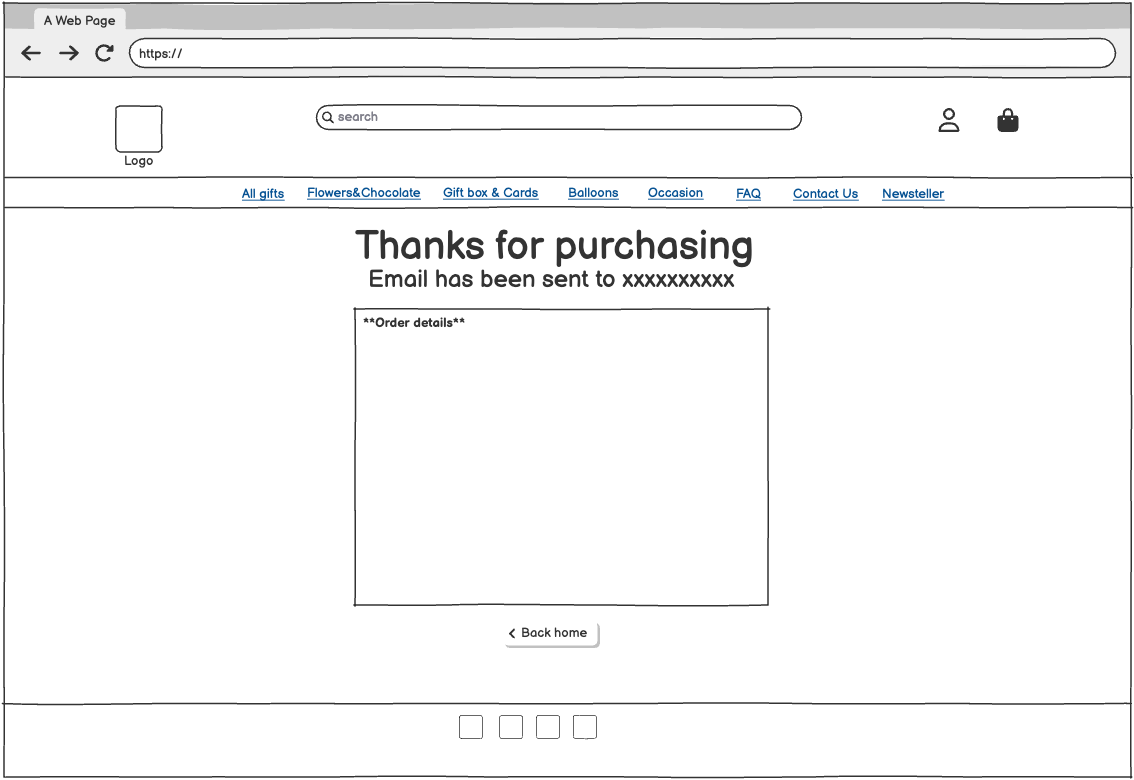 A Web Page
https://
search
Logo
All gifts Flowers&Chocolate Gift box & Cards Balloons Occasion FAQ Contact Us Newsteller
Thanks for purchasing
Email has been sent to xxxxxxxxxx
**Order details**
Back home